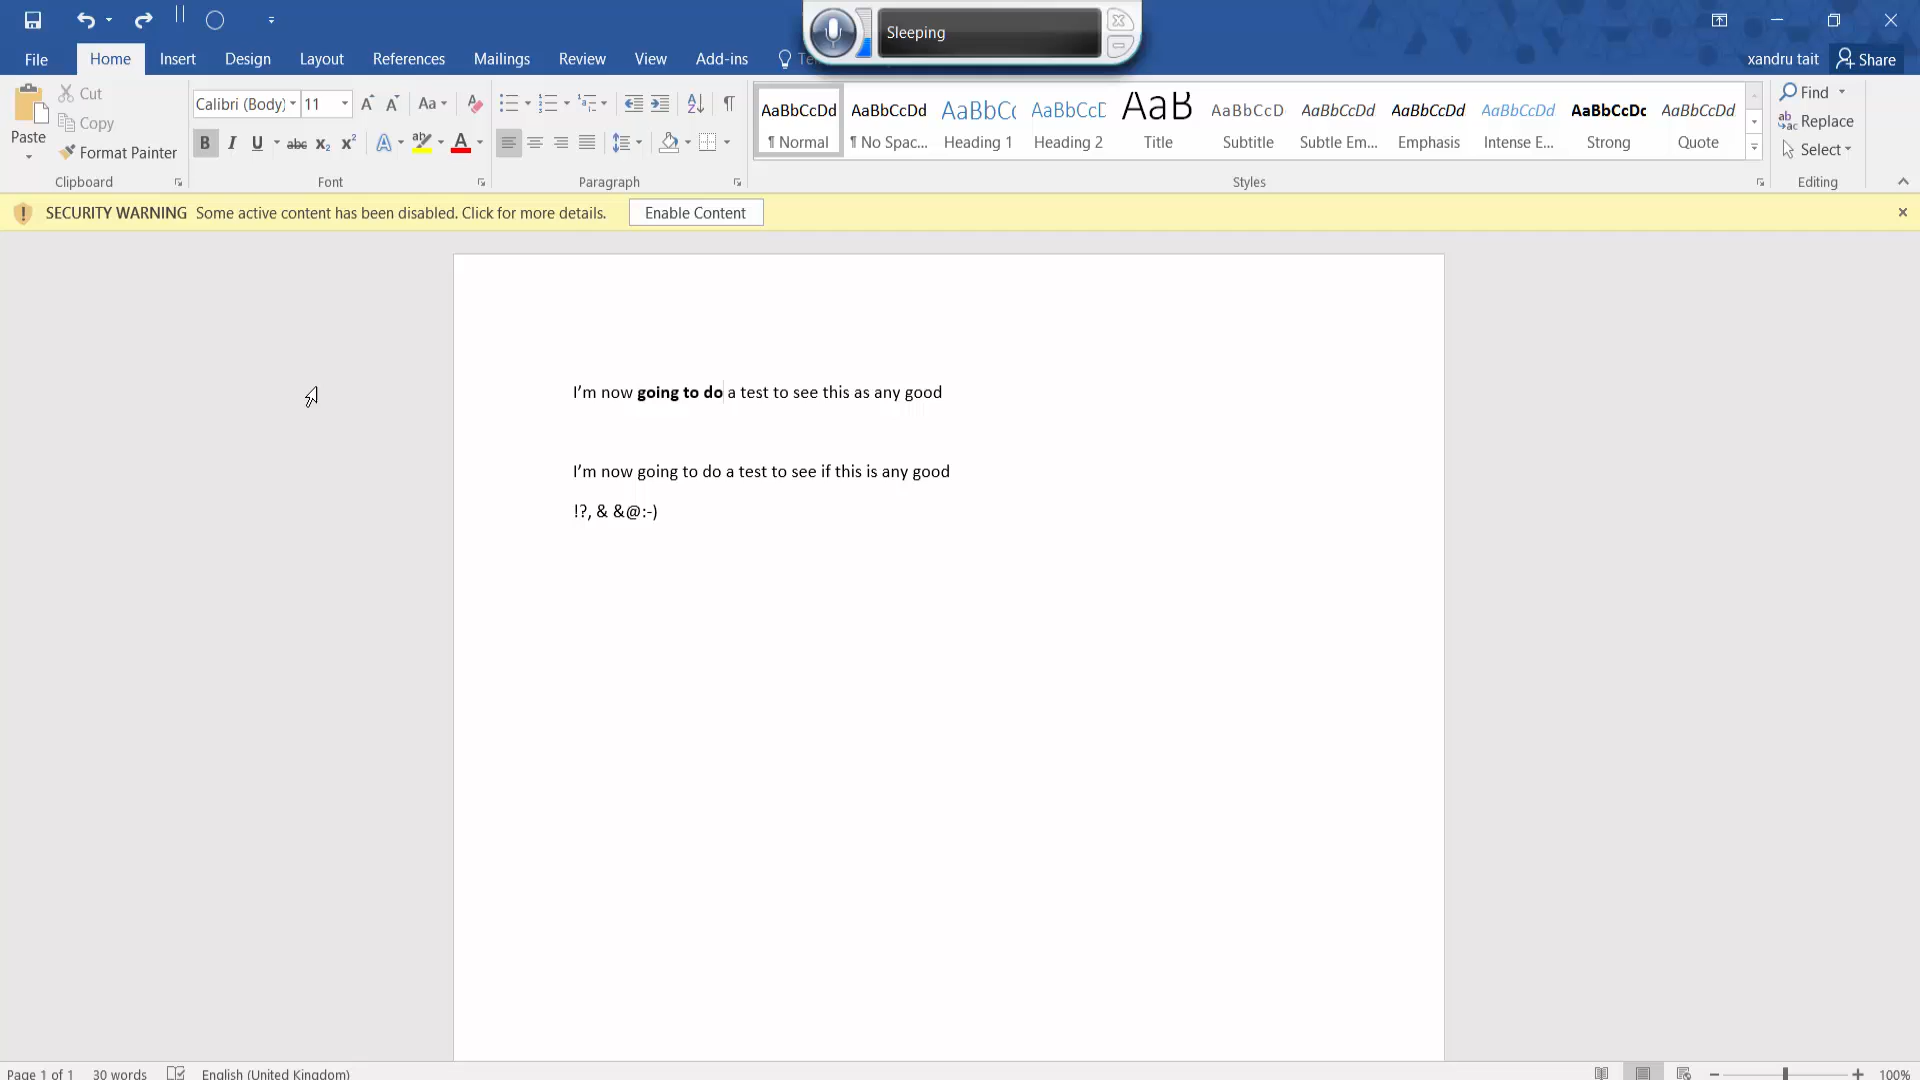 Sleeping
File Home Insert Design Layout References Mailings Review View Add-ins xandru tait Share
Cut
Copy
Paste
Format Painter
Clipboard
Calibri (Body) 11 Aa
B I U abc X₂ X² A A
Font
Paragraph
AaBbCcDd AaBbCcDd AaBbC AaBbCcD AaB AaBbCcD AaBbCcDd AaBbCcDd AaBbCcDd AaBbCcDc AaBbCcDd
¶ Normal ¶ No Spac... Heading 1 Heading 2 Title Subtitle Subtle Em... Emphasis Intense E... Strong Quote
Styles
Find
Replace
Select
Editing
SECURITY WARNING Some active content has been disabled. Click for more details. Enable Content
I'm now going to do a test to see this as any good
I'm now going to do a test to see if this is any good
!?, & &@:-)
Page 1 of 1 30 words English (United Kingdom) 100%